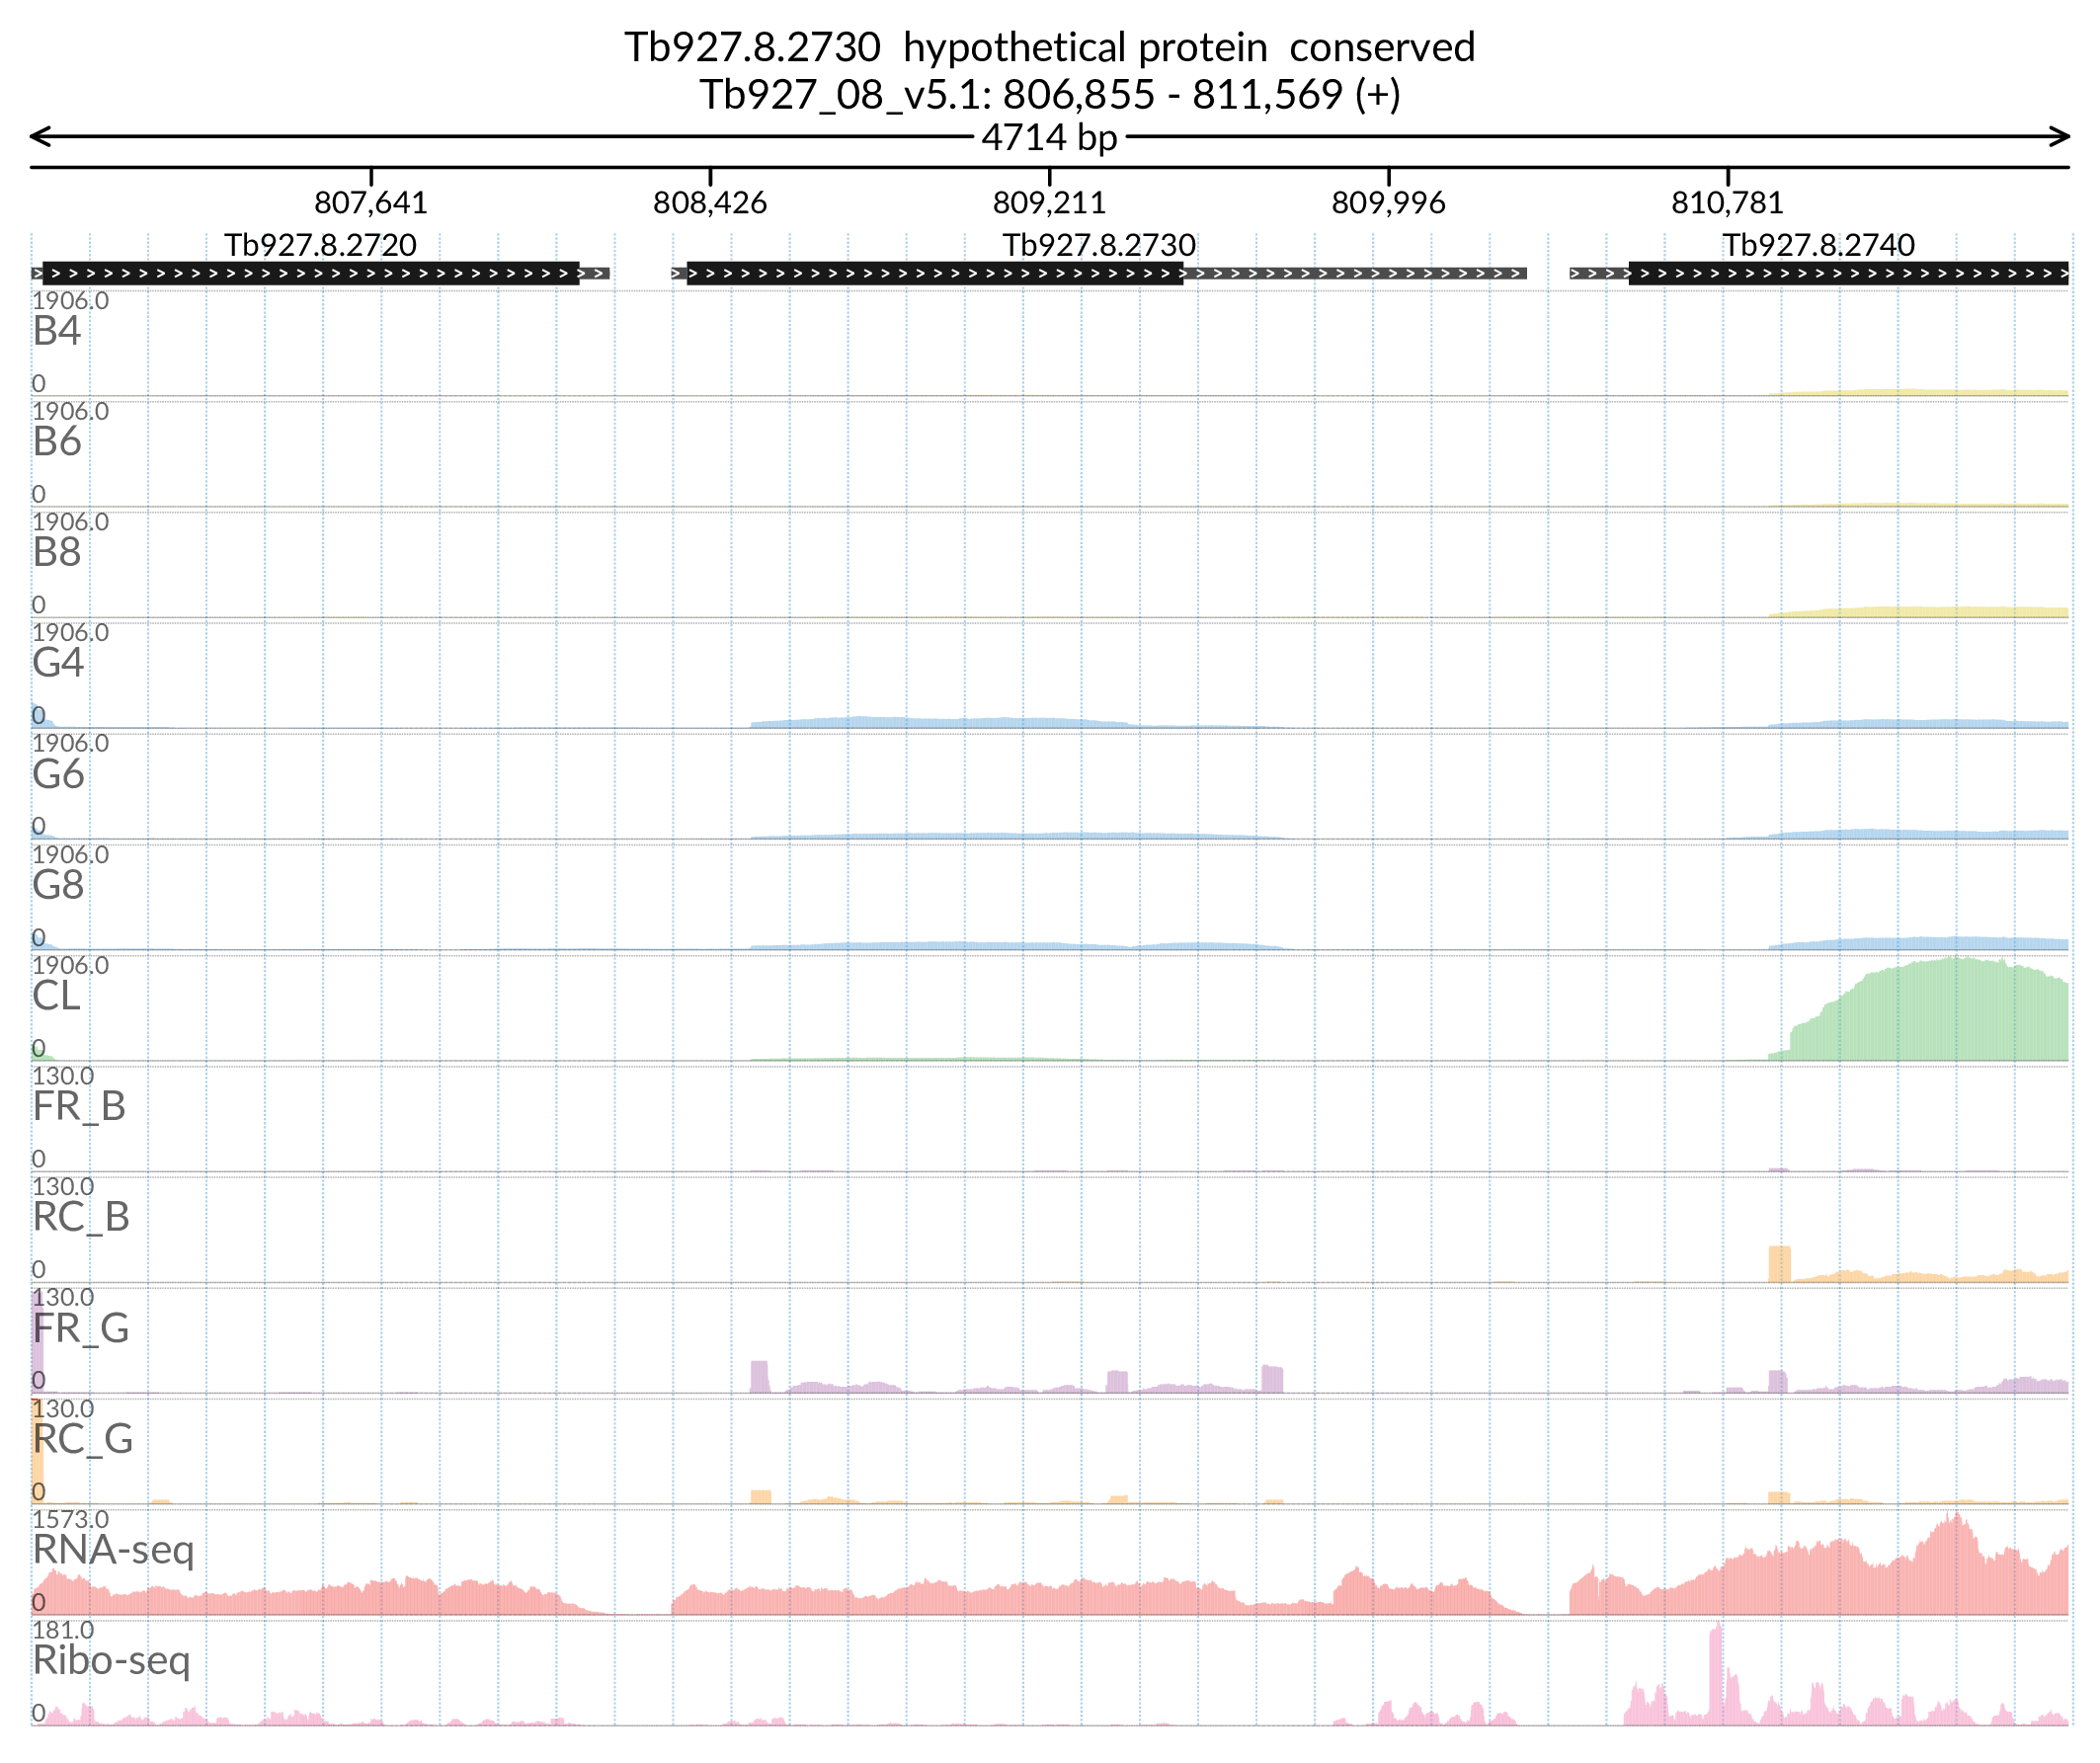 Tb927.8.2730  hypothetical protein  conserved
Tb927_08_v5.1: 806,855 - 811,569 (+)
4714 bp
807,641 808,426 809,211 809,996 810,781
Tb927.8.2720 Tb927.8.2730 Tb927.8.2740
1906.0
B4
0
1906.0
B6
0
1906.0
B8
0
1906.0
G4
0
1906.0
G6
0
1906.0
G8
0
1906.0
CL
0
130.0
FR_B
0
130.0
RC_B
0
130.0
FR_G
0
130.0
RC_G
0
1573.0
RNA-seq
0
181.0
Ribo-seq
0